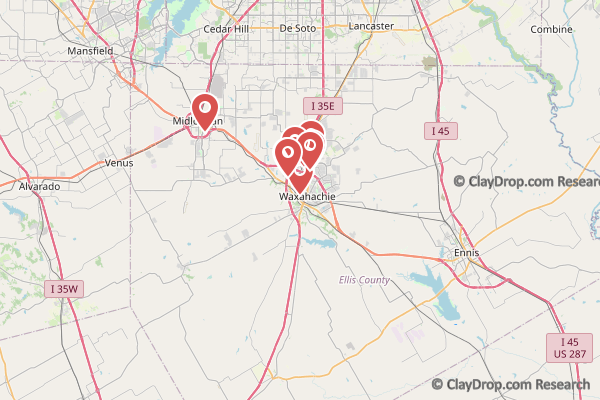 Cedar Hill
De Soto
Lancaster
Combine
Mansfield
I 35E
I 45
Venus
Alvarado
© ClayDrop.com Research
Waxahachie
Ennis
Ellis County
I 35W
I 45
US 287
© ClayDrop.com Research